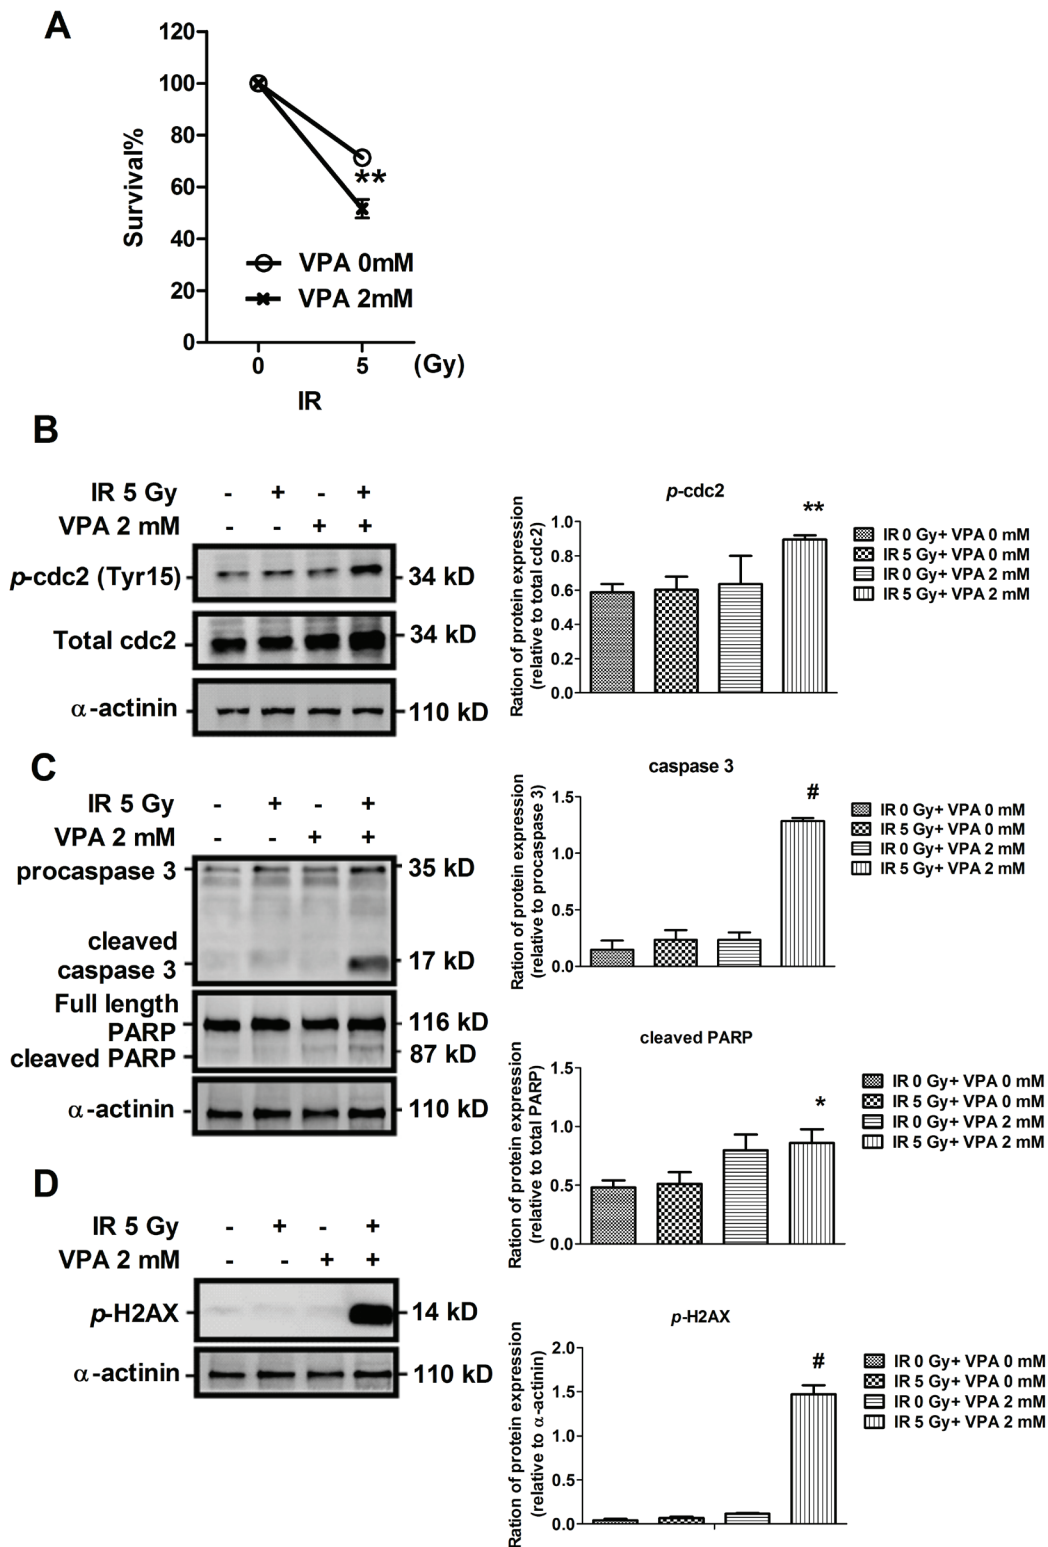 A
120
100
80
60
40
20
0
Survival%
**
VPA 0mM
VPA 2mM
0 5 (Gy)
IR
B
IR 5 Gy - + - +
VPA 2 mM - - + +
p-cdc2 (Tyr15) 34 kD
Total cdc2 34 kD
α-actinin 110 kD
p-cdc2
Ration of protein expression
(relative to total cdc2)
1.0
0.8
0.6
0.4
0.2
0.0
**
IR 0 Gy+ VPA 0 mM
IR 5 Gy+ VPA 0 mM
IR 0 Gy+ VPA 2 mM
IR 5 Gy+ VPA 2 mM
C
IR 5 Gy - + - +
VPA 2 mM - - + +
procaspase 3 35 kD
cleaved
caspase 3 17 kD
Full length
PARP 116 kD
cleaved PARP 87 kD
α-actinin 110 kD
caspase 3
Ration of protein expression
(relative to procaspase 3)
1.5
1.0
0.5
0.0
#
IR 0 Gy+ VPA 0 mM
IR 5 Gy+ VPA 0 mM
IR 0 Gy+ VPA 2 mM
IR 5 Gy+ VPA 2 mM
cleaved PARP
Ration of protein expression
(relative to total PARP)
1.5
1.0
0.5
0.0
*
IR 0 Gy+ VPA 0 mM
IR 5 Gy+ VPA 0 mM
IR 0 Gy+ VPA 2 mM
IR 5 Gy+ VPA 2 mM
D
IR 5 Gy - + - +
VPA 2 mM - - + +
p-H2AX 14 kD
α-actinin 110 kD
p-H2AX
Ration of protein expression
(relative to α-actinin)
2.0
1.5
1.0
0.5
0.0
#
IR 0 Gy+ VPA 0 mM
IR 5 Gy+ VPA 0 mM
IR 0 Gy+ VPA 2 mM
IR 5 Gy+ VPA 2 mM